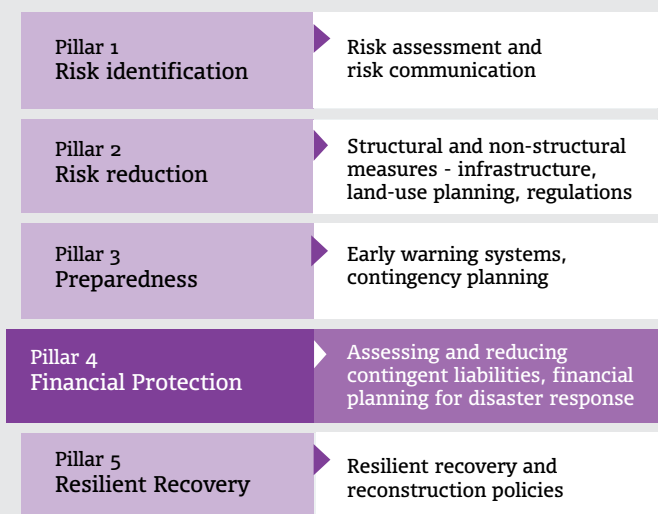 Pillar 1
Risk identification
Risk assessment and
risk communication
Pillar 2
Risk reduction
Structural and non-structural
measures - infrastructure,
land-use planning, regulations
Pillar 3
Preparedness
Early warning systems,
contingency planning
Pillar 4
Financial Protection
Assessing and reducing
contingent liabilities, financial
planning for disaster response
Pillar 5
Resilient Recovery
Resilient recovery and
reconstruction policies